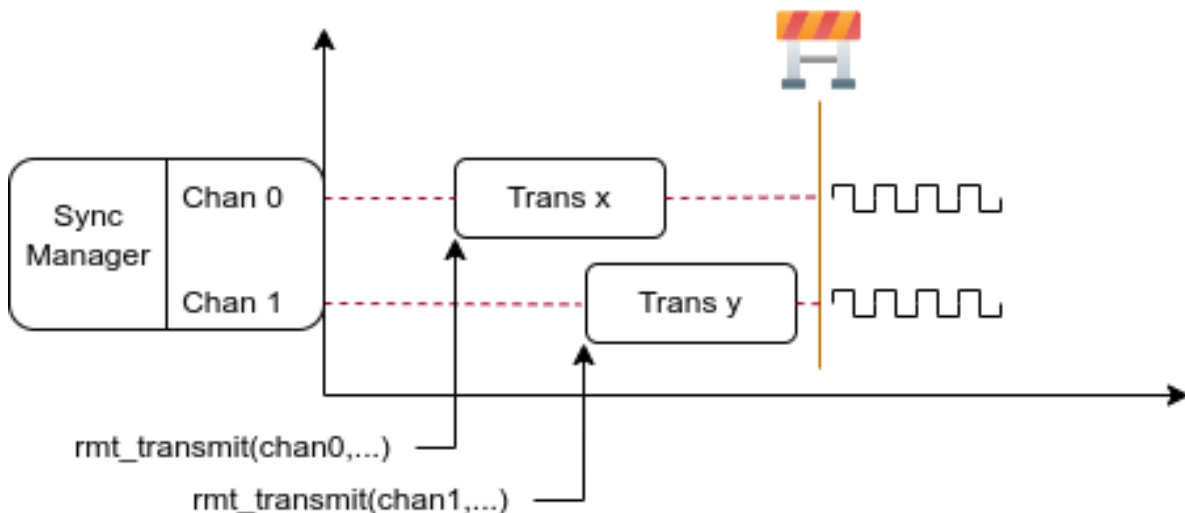 Sync
Manager
Chan 0
Chan 1
Trans x
Trans y
rmt_transmit(chan0,...)
rmt_transmit(chan1,...)